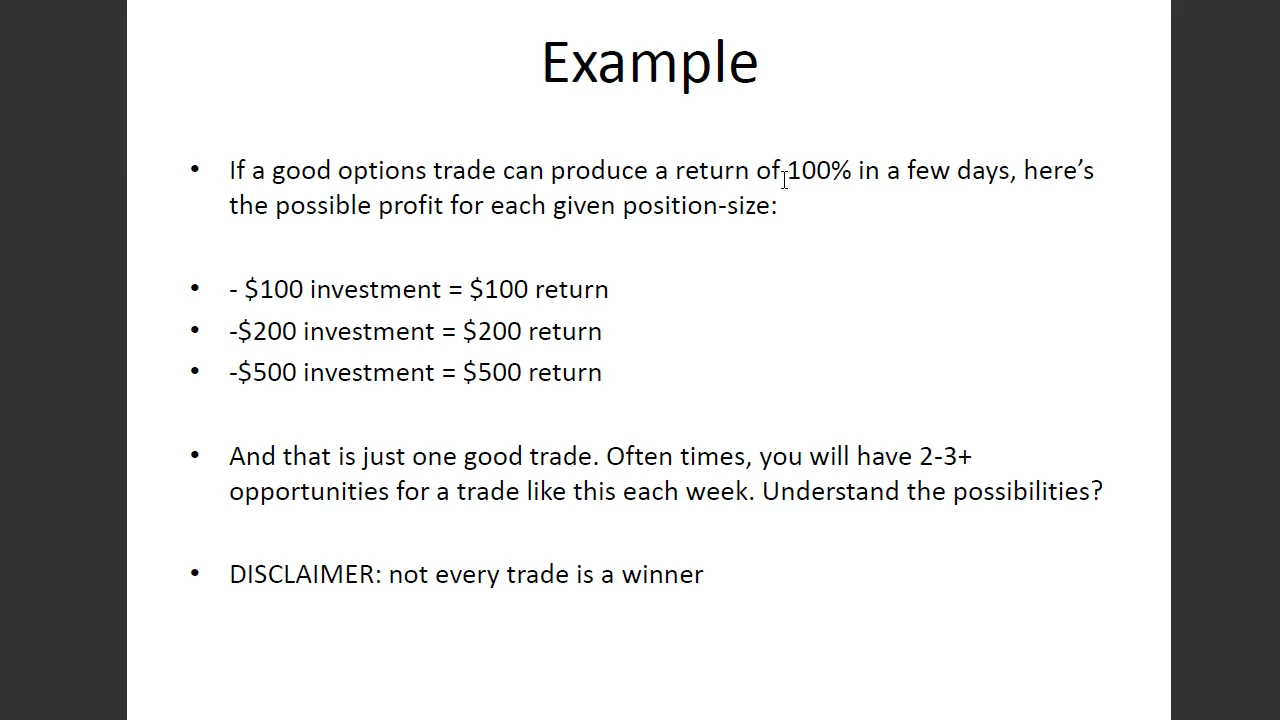 Example
• If a good options trade can produce a return of 100% in a few days, here’s
the possible profit for each given position-size:
• - $100 investment = $100 return
• -$200 investment = $200 return
• -$500 investment = $500 return
• And that is just one good trade. Often times, you will have 2-3+
opportunities for a trade like this each week. Understand the possibilities?
• DISCLAIMER: not every trade is a winner